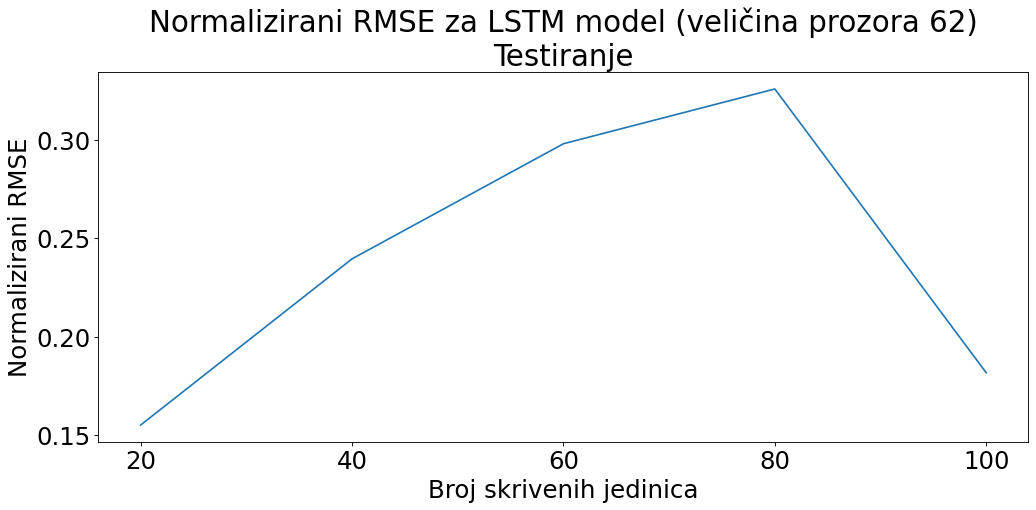 Normalizirani RMSE za LSTM model (veličina prozora 62)
Testiranje
Normalizirani RMSE
0.30
0.25
0.20
0.15
20 40 60 80 100
Broj skrivenih jedinica